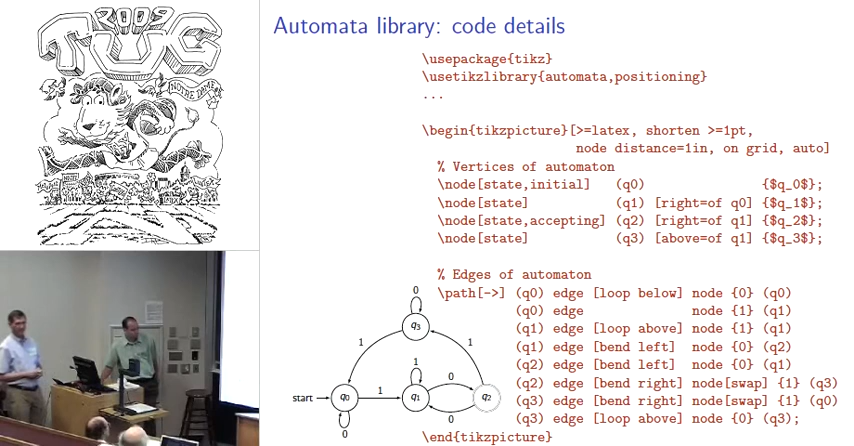 2009
TUG
NOTRE DAME
Automata library: code details
\usepackage{tikz}
\usetikzlibrary{automata,positioning}
...
\begin{tikzpicture}[>=latex, shorten >=1pt,
node distance=1in, on grid, auto]
% Vertices of automaton
\node[state,initial] (q0) {$q_0$};
\node[state] (q1) [right=of q0] {$q_1$};
\node[state,accepting] (q2) [right=of q1] {$q_2$};
\node[state] (q3) [above=of q1] {$q_3$};
% Edges of automaton
\path[->] (q0) edge [loop below] node {0} (q0)
(q0) edge node {1} (q1)
(q1) edge [loop above] node {1} (q1)
(q1) edge [bend left] node {0} (q2)
(q2) edge [bend left] node {0} (q1)
(q2) edge [bend right] node[swap] {1} (q3)
(q3) edge [bend right] node[swap] {1} (q0)
(q3) edge [loop above] node {0} (q3);
\end{tikzpicture}
0
q3
1
1
1
0
start
q0
1
q1
q2
0
0